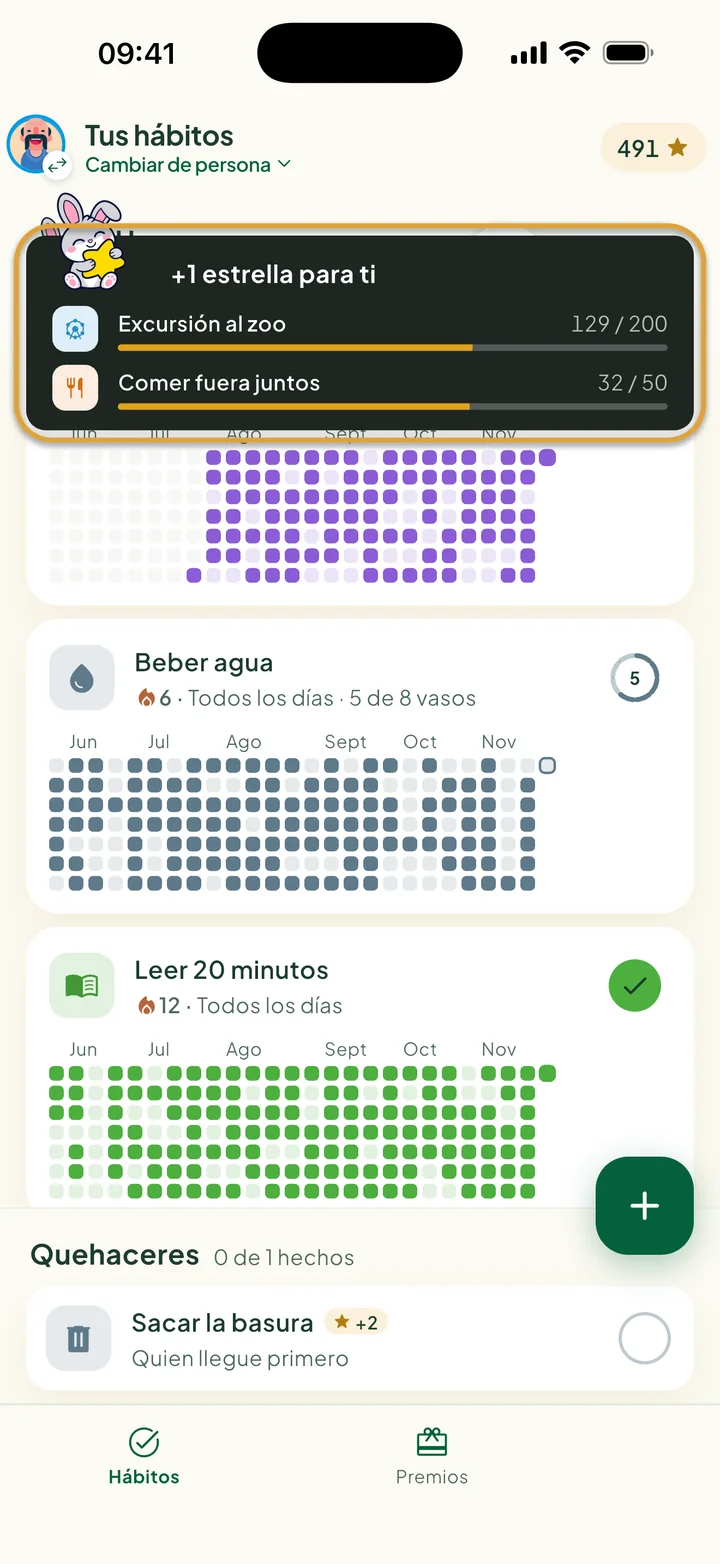 09:41
Tus hábitos
Cambiar de persona
491
+1 estrella para ti
Excursión al zoo
129 / 200
Comer fuera juntos
32 / 50
Jun Jul Ago Sept Oct Nov
Beber agua
6 · Todos los días · 5 de 8 vasos
5
Jun Jul Ago Sept Oct Nov
Leer 20 minutos
12 · Todos los días
Jun Jul Ago Sept Oct Nov
Quehaceres 0 de 1 hechos
Sacar la basura +2
Quien llegue primero
Hábitos
Premios